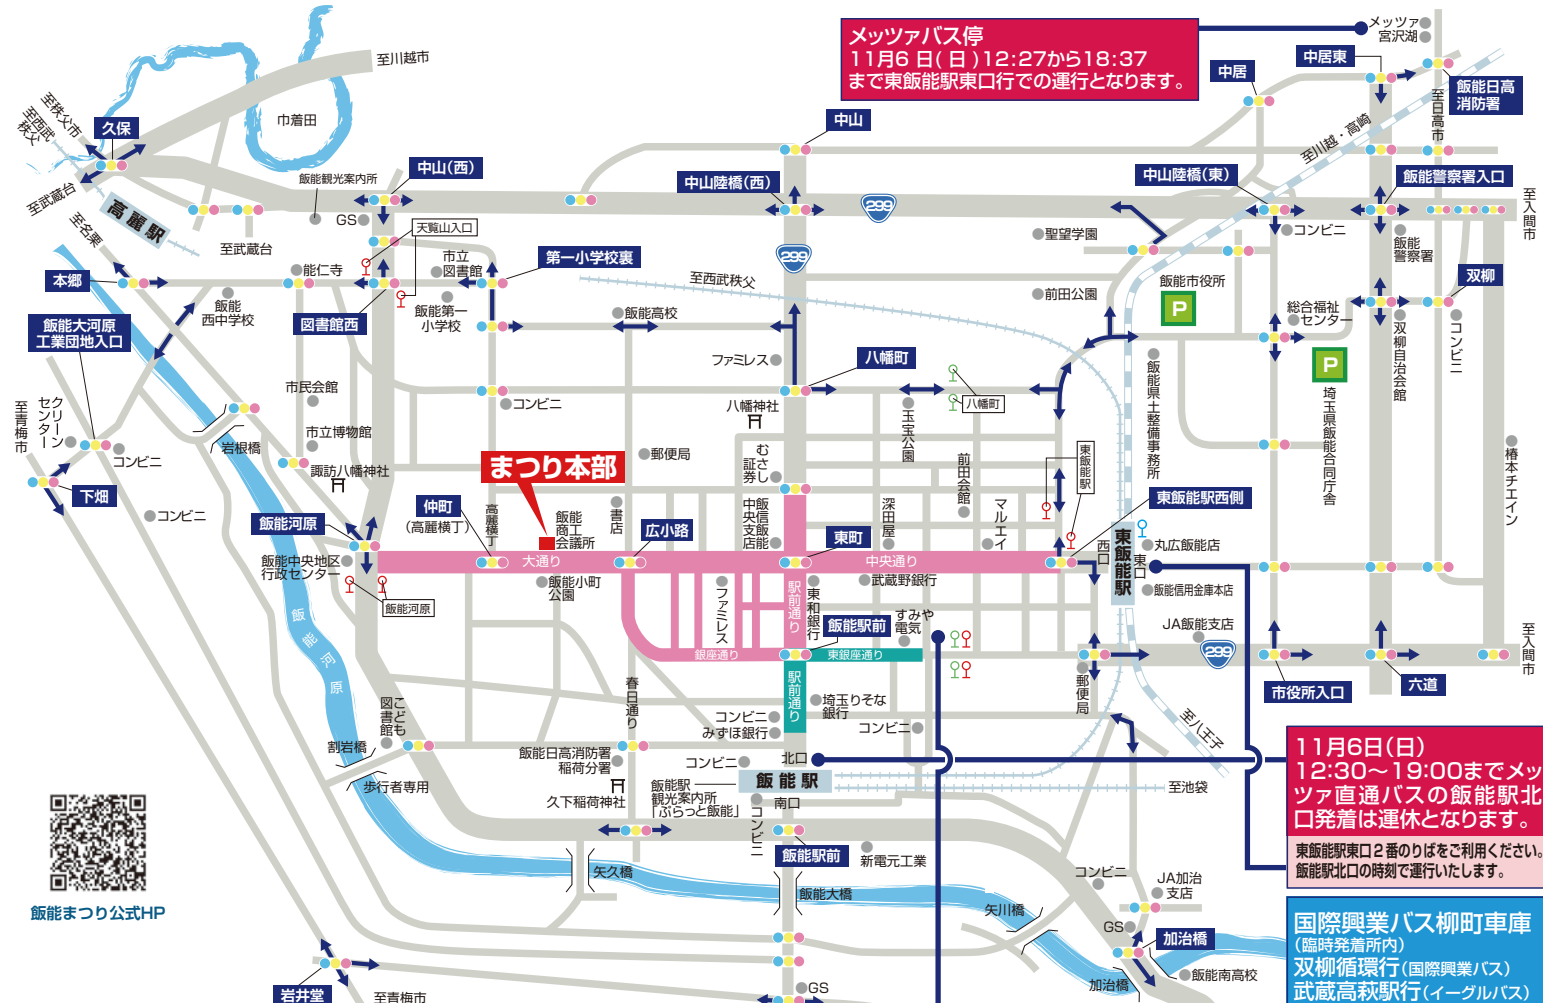 メッツァバス停
11月6日(日)12:27から18:37
まで東飯能駅東口行での運行となります。
メッツァ
宮沢湖
中居東
中居
飯能日高
消防署
至日高市
至川越・高崎
至川越市
至秩父市
至西武
秩父
久保
巾着田
至武蔵台
高麗駅
飯能観光案内所
GS
中山(西)
中山
中山陸橋(西)
299
中山陸橋(東)
飯能警察署入口
至入間市
至名栗
至武蔵台
天覧山入口
市立
図書館
第一小学校裏
299
聖望学園
コンビニ
飯能
警察署
本郷
能仁寺
飯能
西中学校
図書館西
飯能第一
小学校
至西武秩父
飯能高校
前田公園
飯能市役所
P
総合福祉
センター
双柳
双柳自治会館
コンビニ
飯能大河原
工業団地入口
ファミレス
八幡町
P
飯能県土整備事務所
埼玉県飯能合同庁舎
至青梅市
クリーン
センター
市民会館
コンビニ
八幡神社
玉宝公園
八幡町
岩根橋
市立博物館
コンビニ
諏訪八幡神社
まつり本部
郵便局
むさし
証券
前田会館
東飯能駅
椿本チエイン
下畑
コンビニ
飯能河原
仲町
(高麗横丁)
高麗横丁
飯能
商工
会議所
書店
広小路
飯能信
中央支店
東町
深田屋
マルエイ
東飯能駅西側
西口
東飯能駅
東口
丸広飯能店
飯能中央地区
行政センター
大通り
中央通り
飯能河原
飯能小町
公園
ファミレス
駅前通り
東和銀行
武蔵野銀行
すみや
電気
飯能信用金庫本店
JA飯能支店
飯能河原
飯能駅前
銀座通り
東銀座通り
299
至入間市
郵便局
市役所入口
六道
駅前通り
春日通り
埼玉りそな
銀行
コンビニ
みずほ銀行
コンビニ
至八王子
こども
図書館
割岩橋
歩行者専用
飯能日高消防署
稲荷分署
コンビニ
北口
飯能駅
南口
至池袋
久下稲荷神社
飯能駅
観光案内所
「ぷらっと飯能」
コンビニ
飯能駅前
新電元工業
11月6日(日)
12:30～19:00までメッ
ツァ直通バスの飯能駅北
口発着は運休となります。
東飯能駅東口2番のりばをご利用ください。
飯能駅北口の時刻で運行いたします。
飯能まつり公式HP
矢久橋
飯能大橋
矢川橋
コンビニ
JA加治
支店
GS
加治橋
加治橋
飯能南高校
国際興業バス柳町車庫
(臨時発着所内)
双柳循環行(国際興業バス)
武蔵高萩駅行(イーグルバス)
岩井堂
至青梅市
GS